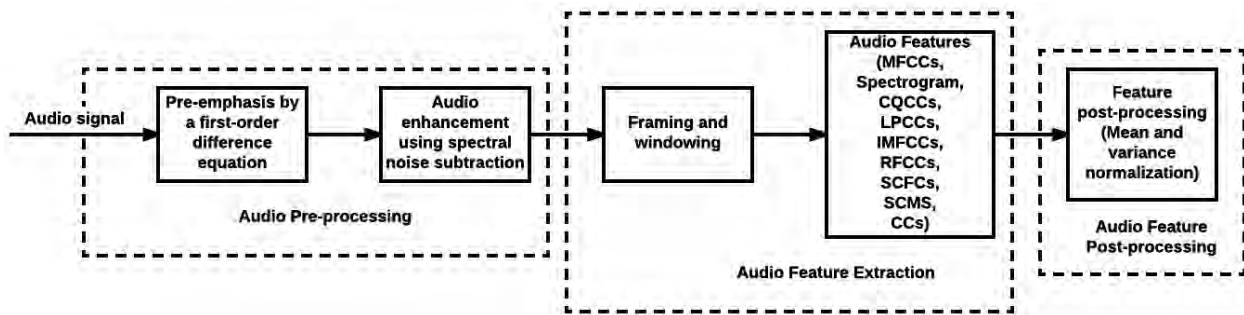 Audio signal
Pre-emphasis by
a first-order
difference
equation
Audio
enhancement
using spectral
noise subtraction
Audio Pre-processing
Framing and
windowing
Audio Features
(MFCCs,
Spectrogram,
CQCCs,
LPCCs,
IMFCCs,
RFCCs,
SCFCs,
SCMS,
CCs)
Audio Feature Extraction
Feature
post-processing
(Mean and
variance
normalization)
Audio Feature
Post-processing